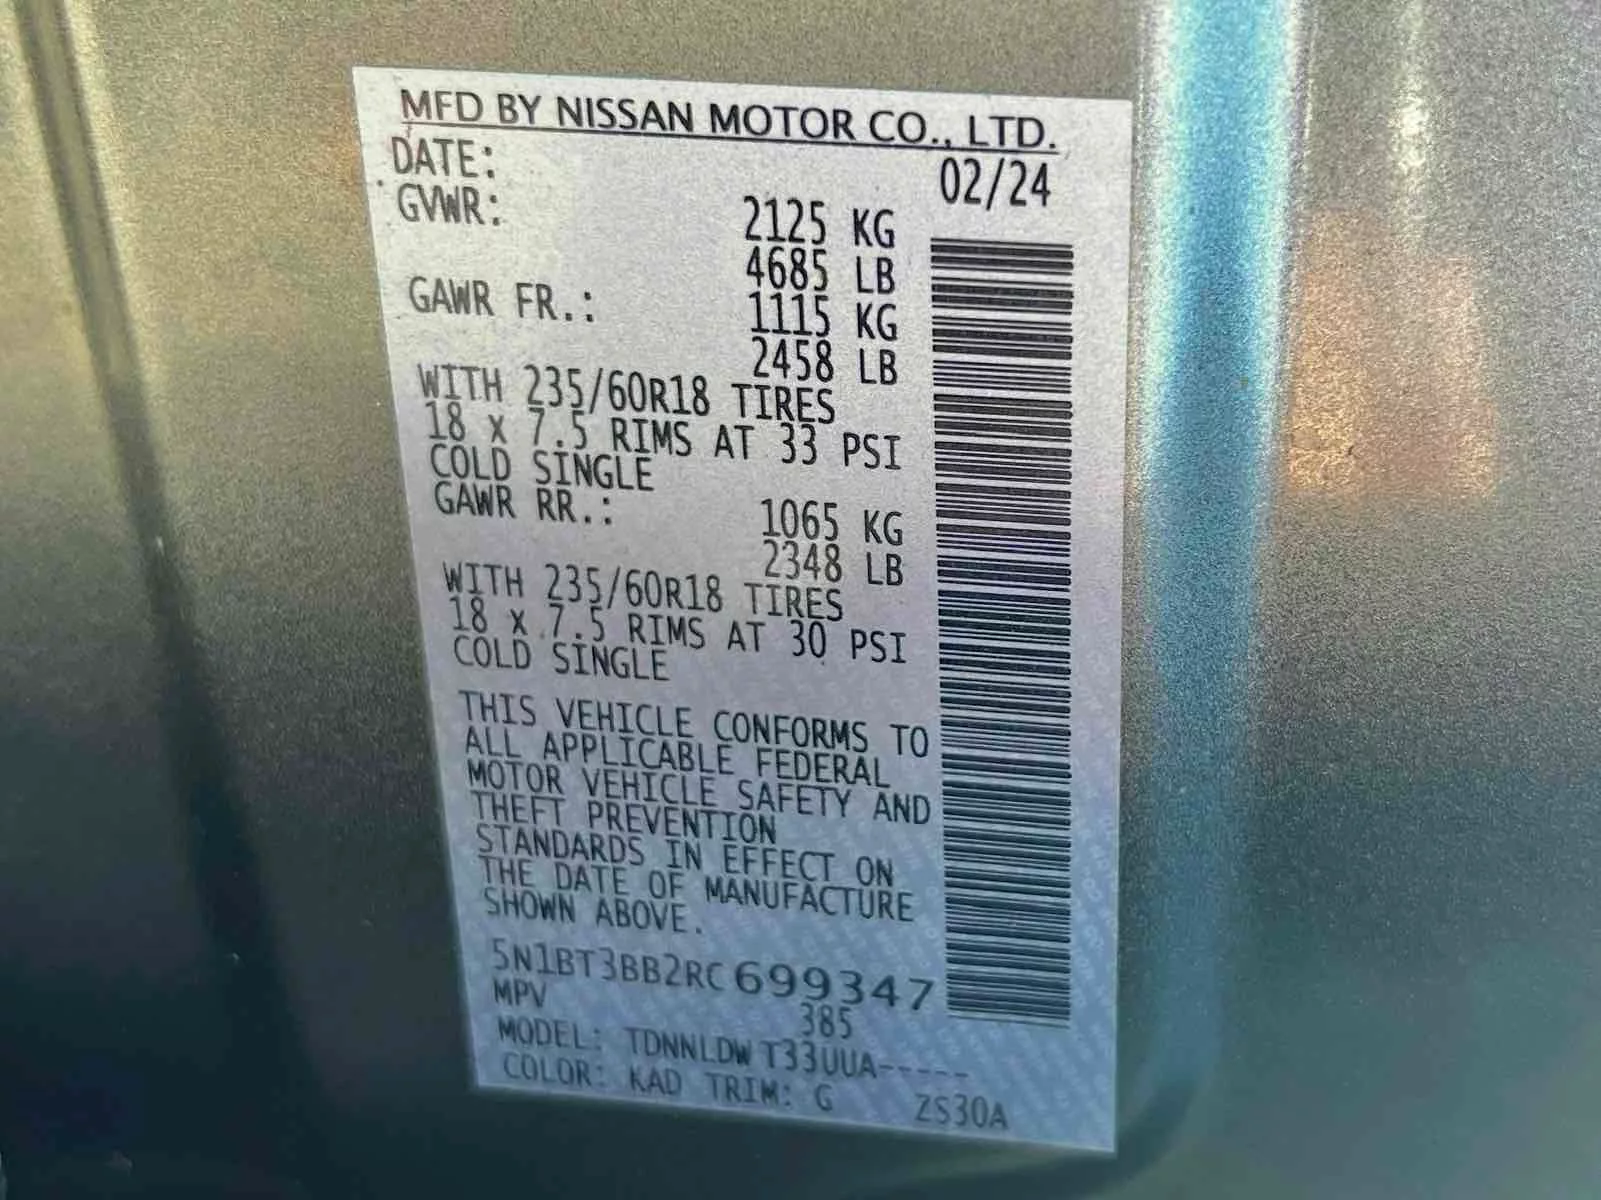 MFD BY NISSAN MOTOR CO., LTD.
DATE: 02/24
GVWR: 2125 KG
4685 LB
GAWR FR.: 1115 KG
2458 LB
WITH 235/60R18 TIRES
18 x 7.5 RIMS AT 33 PSI
COLD SINGLE
GAWR RR.: 1065 KG
2348 LB
WITH 235/60R18 TIRES
18 x 7.5 RIMS AT 30 PSI
COLD SINGLE
THIS VEHICLE CONFORMS TO
ALL APPLICABLE FEDERAL
MOTOR VEHICLE SAFETY AND
THEFT PREVENTION
STANDARDS IN EFFECT ON
THE DATE OF MANUFACTURE
SHOWN ABOVE.
5N1BT3BB2RC699347
MPV 385
MODEL: TDNNLDWT33UUA-----
COLOR: KAD TRIM: G ZS30A